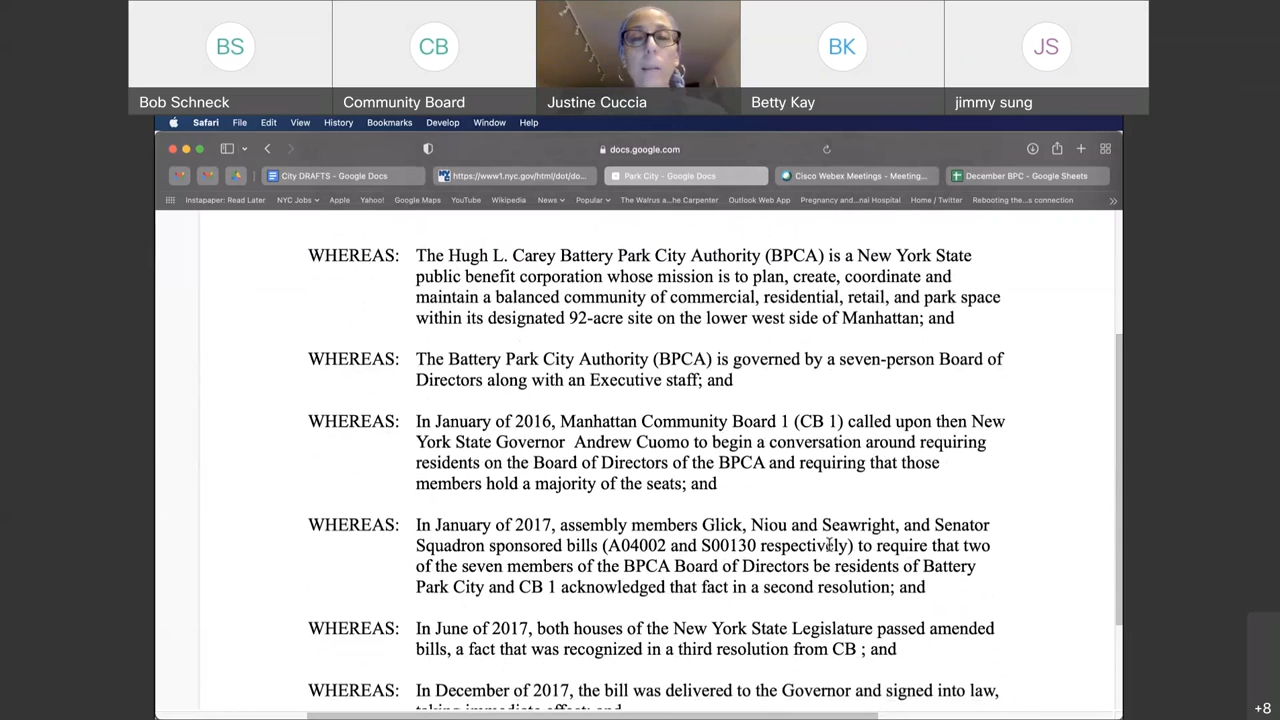 BS
CB
BK
JS
Bob Schneck
Community Board
Justine Cuccia
Betty Kay
jimmy sung
Safari File Edit View History Bookmarks Develop Window Help
docs.google.com
City DRAFTS - Google Docs
https://www1.nyc.gov/html/dot/do...
Park City - Google Docs
Cisco Webex Meetings - Meeting...
December BPC - Google Sheets
Instapaper: Read Later NYC Jobs Apple Yahoo! Google Maps YouTube Wikipedia News Popular The Walrus a...he Carpenter Outlook Web App Pregnancy and...nai Hospital Home / Twitter Rebooting the...s connection
WHEREAS: The Hugh L. Carey Battery Park City Authority (BPCA) is a New York State
public benefit corporation whose mission is to plan, create, coordinate and
maintain a balanced community of commercial, residential, retail, and park space
within its designated 92-acre site on the lower west side of Manhattan; and
WHEREAS: The Battery Park City Authority (BPCA) is governed by a seven-person Board of
Directors along with an Executive staff; and
WHEREAS: In January of 2016, Manhattan Community Board 1 (CB 1) called upon then New
York State Governor Andrew Cuomo to begin a conversation around requiring
residents on the Board of Directors of the BPCA and requiring that those
members hold a majority of the seats; and
WHEREAS: In January of 2017, assembly members Glick, Niou and Seawright, and Senator
Squadron sponsored bills (A04002 and S00130 respectively) to require that two
of the seven members of the BPCA Board of Directors be residents of Battery
Park City and CB 1 acknowledged that fact in a second resolution; and
WHEREAS: In June of 2017, both houses of the New York State Legislature passed amended
bills, a fact that was recognized in a third resolution from CB ; and
WHEREAS: In December of 2017, the bill was delivered to the Governor and signed into law,
taking immediate effect; and
+8